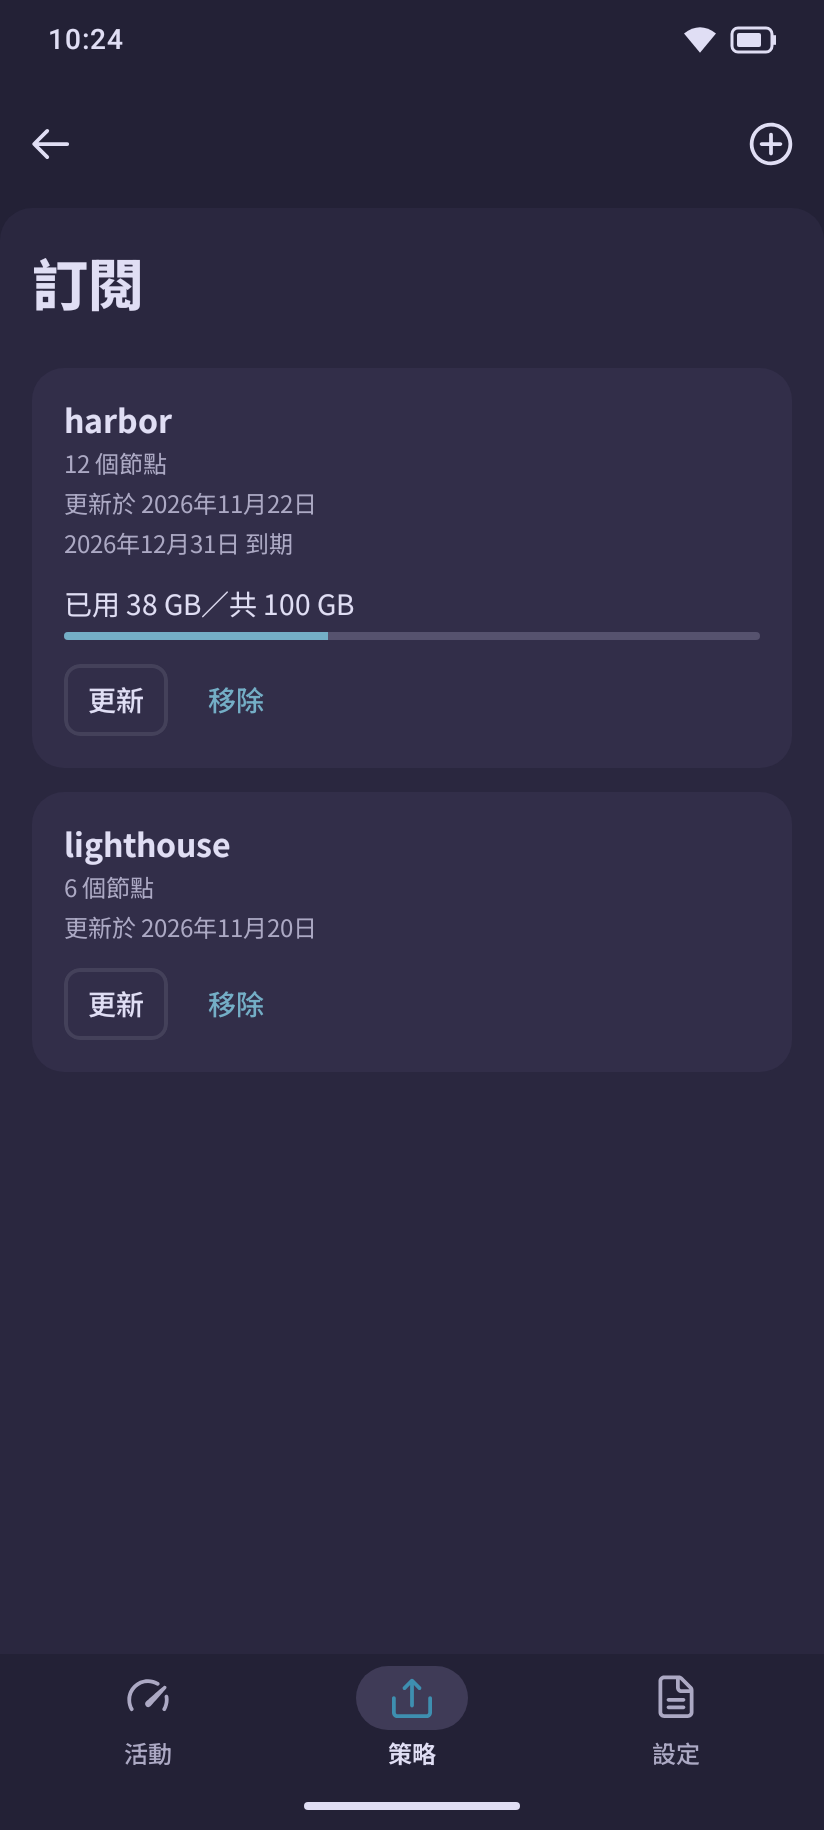 10:24
訂閱
harbor
12 個節點
更新於 2026年11月22日
2026年12月31日 到期
已用 38 GB／共 100 GB
更新 移除
lighthouse
6 個節點
更新於 2026年11月20日
更新 移除
活動 策略 設定